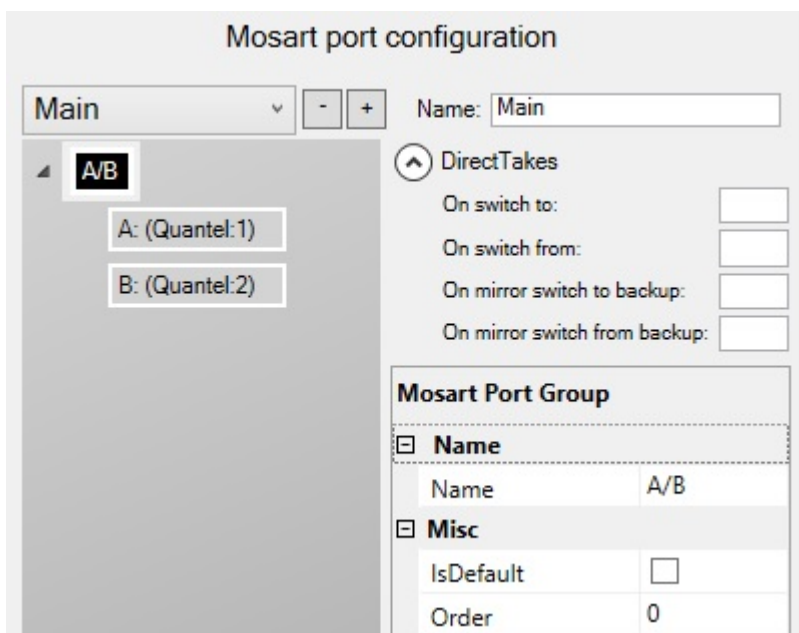 Mosart port configuration
Main - + Name: Main
A/B
DirectTakes
On switch to:
A: (Quantel:1)
On switch from:
B: (Quantel:2)
On mirror switch to backup:
On mirror switch from backup:
Mosart Port Group
Name
Name A/B
Misc
IsDefault
Order 0